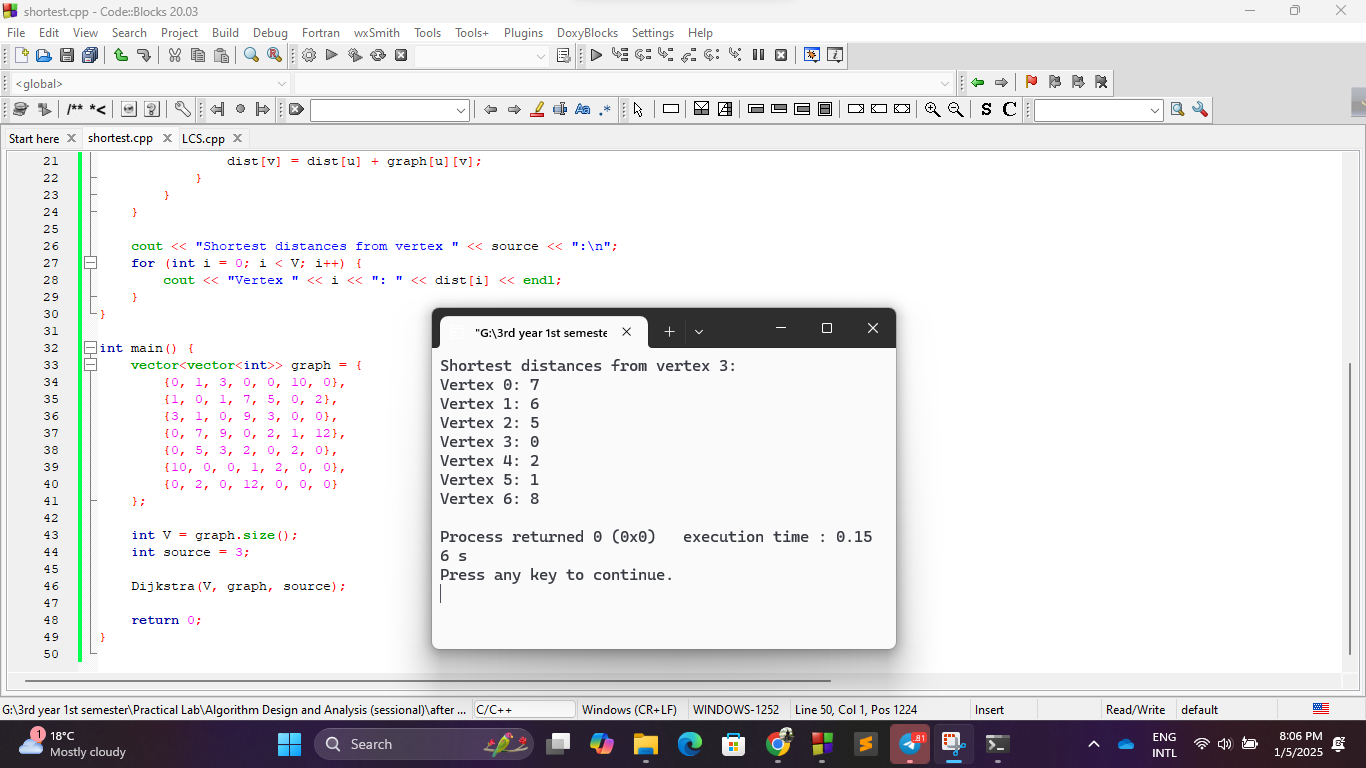 shortest.cpp - Code::Blocks 20.03
File Edit View Search Project Build Debug Fortran wxSmith Tools Tools+ Plugins DoxyBlocks Settings Help
<global>
/** *<
Aa .* S C
Start here shortest.cpp LCS.cpp
21 dist[v] = dist[u] + graph[u][v];
22 }
23 }
24 }
25
26 cout << "Shortest distances from vertex " << source << ":\n";
27 for (int i = 0; i < V; i++) {
28 cout << "Vertex " << i << ": " << dist[i] << endl;
29 }
30 }
31
32 int main() {
33 vector<vector<int>> graph = {
34 {0, 1, 3, 0, 0, 10, 0},
35 {1, 0, 1, 7, 5, 0, 2},
36 {3, 1, 0, 9, 3, 0, 0},
37 {0, 7, 9, 0, 2, 1, 12},
38 {0, 5, 3, 2, 0, 2, 0},
39 {10, 0, 0, 1, 2, 0, 0},
40 {0, 2, 0, 12, 0, 0, 0}
41 };
42
43 int V = graph.size();
44 int source = 3;
45
46 Dijkstra(V, graph, source);
47
48 return 0;
49 }
50
"G:\3rd year 1st semeste
Shortest distances from vertex 3:
Vertex 0: 7
Vertex 1: 6
Vertex 2: 5
Vertex 3: 0
Vertex 4: 2
Vertex 5: 1
Vertex 6: 8
Process returned 0 (0x0) execution time : 0.15
6 s
Press any key to continue.
G:\3rd year 1st semester\Practical Lab\Algorithm Design and Analysis (sessional)\after ... C/C++ Windows (CR+LF) WINDOWS-1252 Line 50, Col 1, Pos 1224 Insert Read/Write default
1
18°C
Mostly cloudy
Search
81
ENG
INTL
8:06 PM
1/5/2025